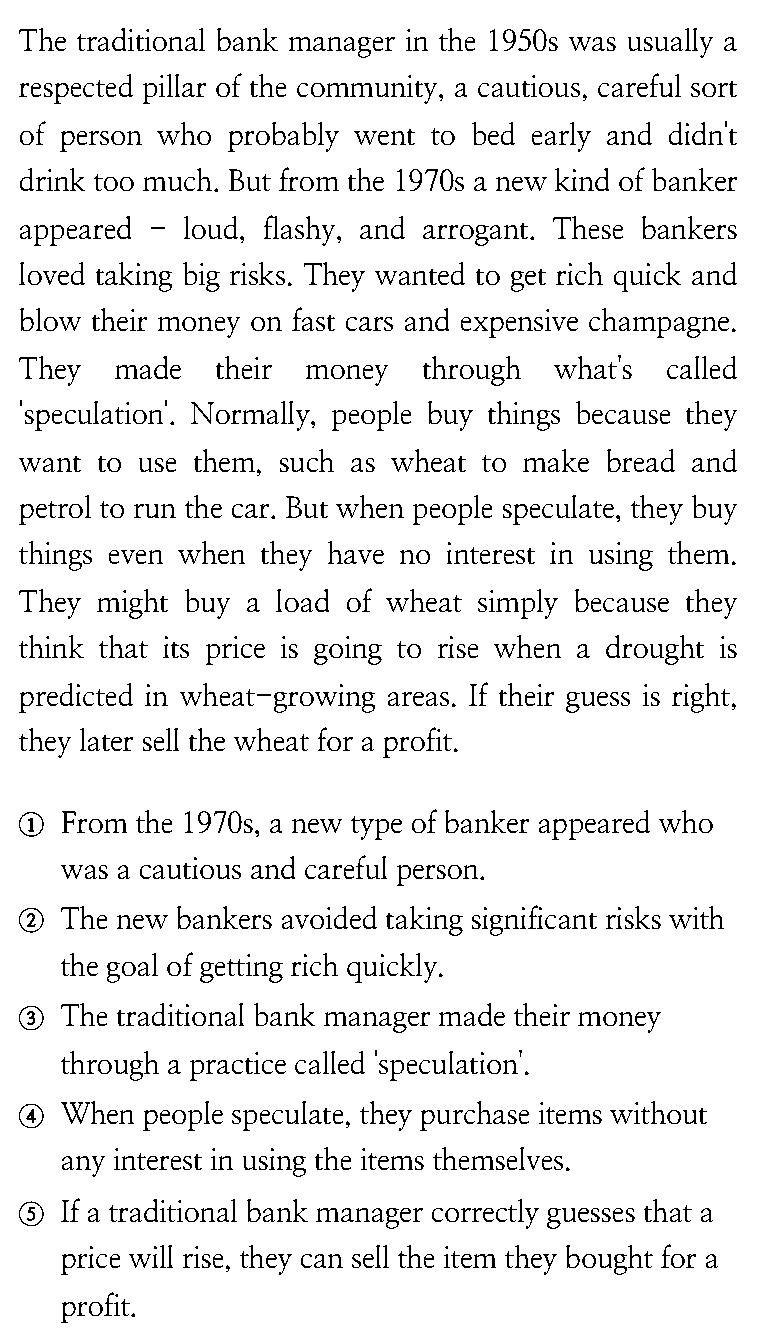 The traditional bank manager in the 1950s was usually a
respected pillar of the community, a cautious, careful sort
of person who probably went to bed early and didn't
drink too much. But from the 1970s a new kind of banker
appeared - loud, flashy, and arrogant. These bankers
loved taking big risks. They wanted to get rich quick and
blow their money on fast cars and expensive champagne.
They made their money through what's called
'speculation'. Normally, people buy things because they
want to use them, such as wheat to make bread and
petrol to run the car. But when people speculate, they buy
things even when they have no interest in using them.
They might buy a load of wheat simply because they
think that its price is going to rise when a drought is
predicted in wheat-growing areas. If their guess is right,
they later sell the wheat for a profit.
① From the 1970s, a new type of banker appeared who
was a cautious and careful person.
② The new bankers avoided taking significant risks with
the goal of getting rich quickly.
③ The traditional bank manager made their money
through a practice called 'speculation'.
④ When people speculate, they purchase items without
any interest in using the items themselves.
⑤ If a traditional bank manager correctly guesses that a
price will rise, they can sell the item they bought for a
profit.